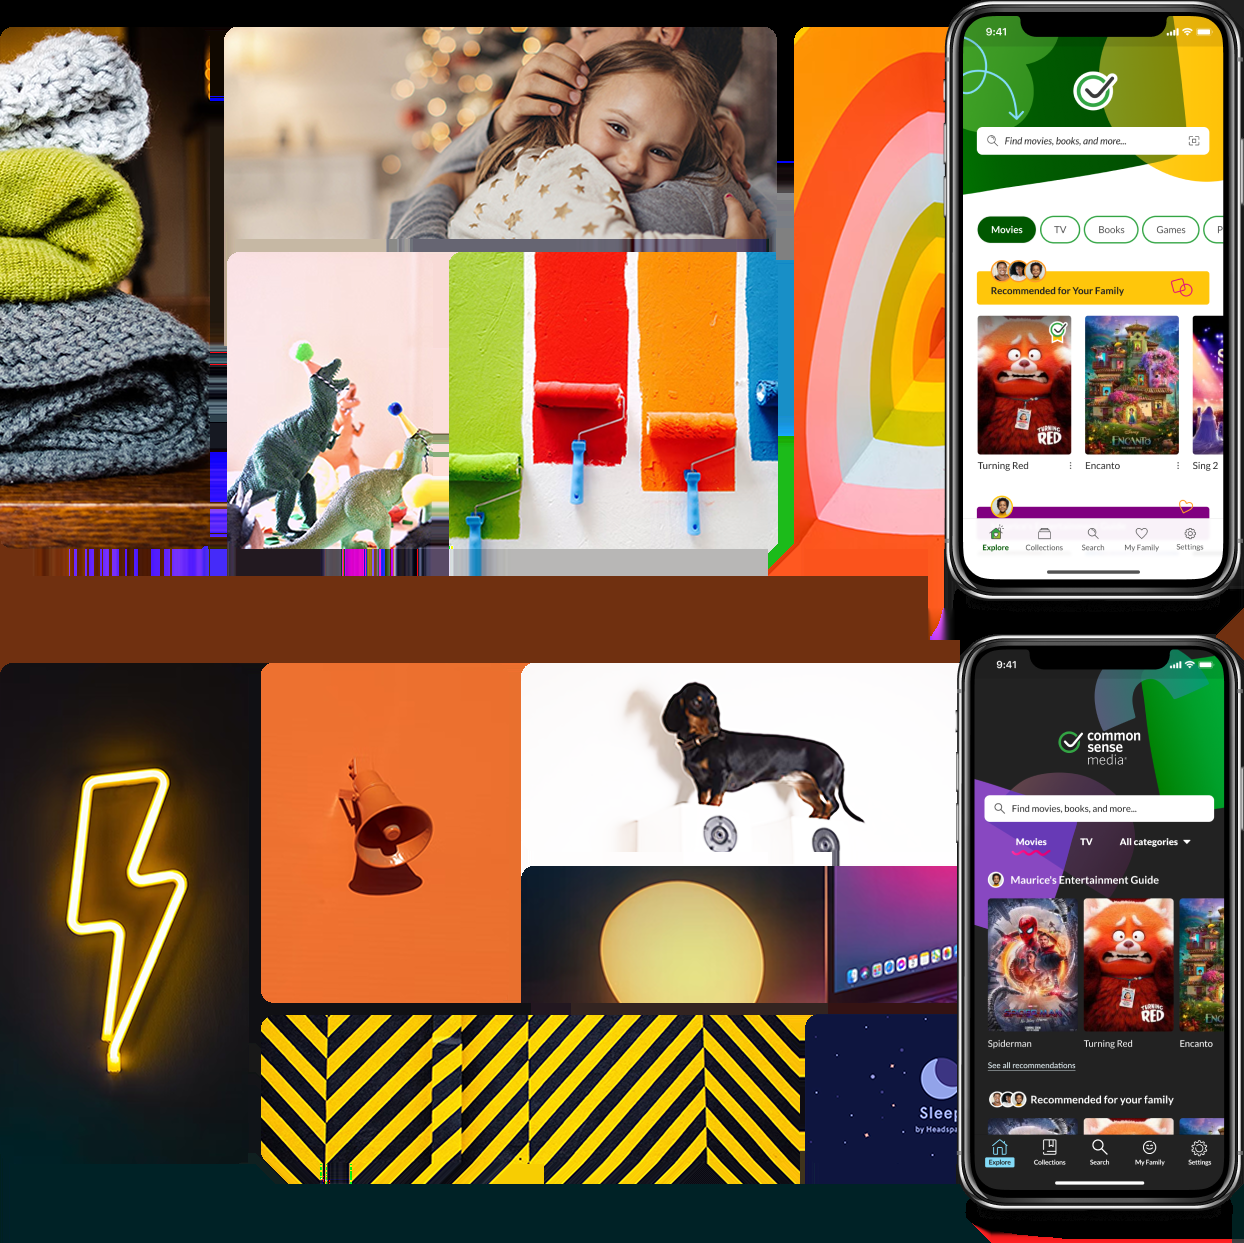 9:41
Find movies, books, and more...
Movies
TV
Books
Games
P
Recommended for Your Family
TURNING
RED
Disney
ENCANTO
S
Turning Red
Encanto
Sing 2
Explore
Collections
Search
My Family
Settings
9:41
common
sense
media
Find movies, books, and more...
Movies
TV
All categories
Maurice's Entertainment Guide
SPIDER-MAN
TURNING
RED
Spiderman
Turning Red
Encanto
See all recommendations
Recommended for your family
Explore
Collections
Search
My Family
Settings
Sleep
by Headspa